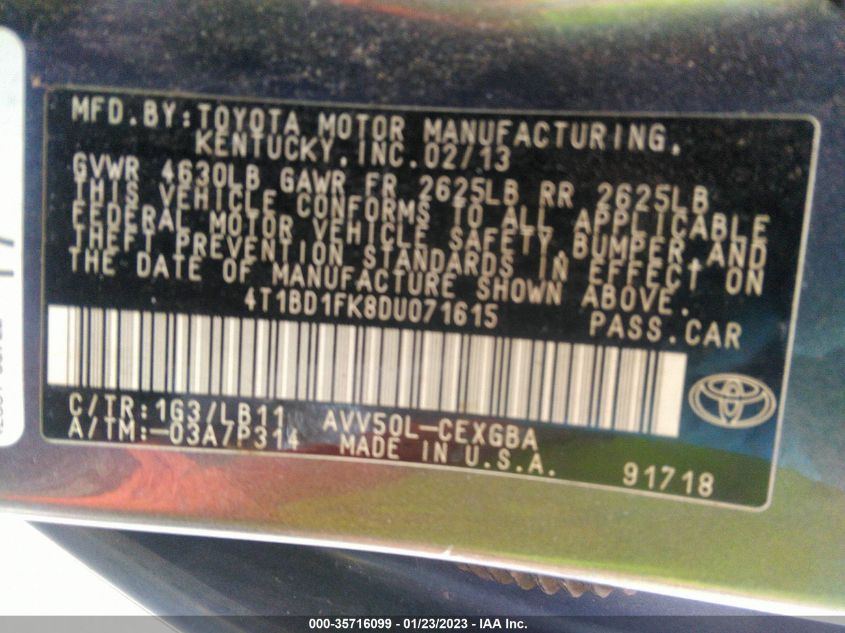 MFD.BY:TOYOTA MOTOR MANUFACTURING,
KENTUCKY,INC.02/13
GVWR 4630LB GAWR FR 2625LB RR 2625LB
THIS VEHICLE CONFORMS TO ALL APPLICABLE
FEDERAL MOTOR VEHICLE SAFETY,BUMPER,AND
THEFT PREVENTION STANDARDS IN EFFECT ON
THE DATE OF MANUFACTURE SHOWN ABOVE.
4T1BD1FK8DU071615 PASS.CAR
C/TR:1G3/LB11 AVV50L-CEXGBA
A/TM:-03A/P314 MADE IN U.S.A.
91718
000-35716099 - 01/23/2023 - IAA Inc.